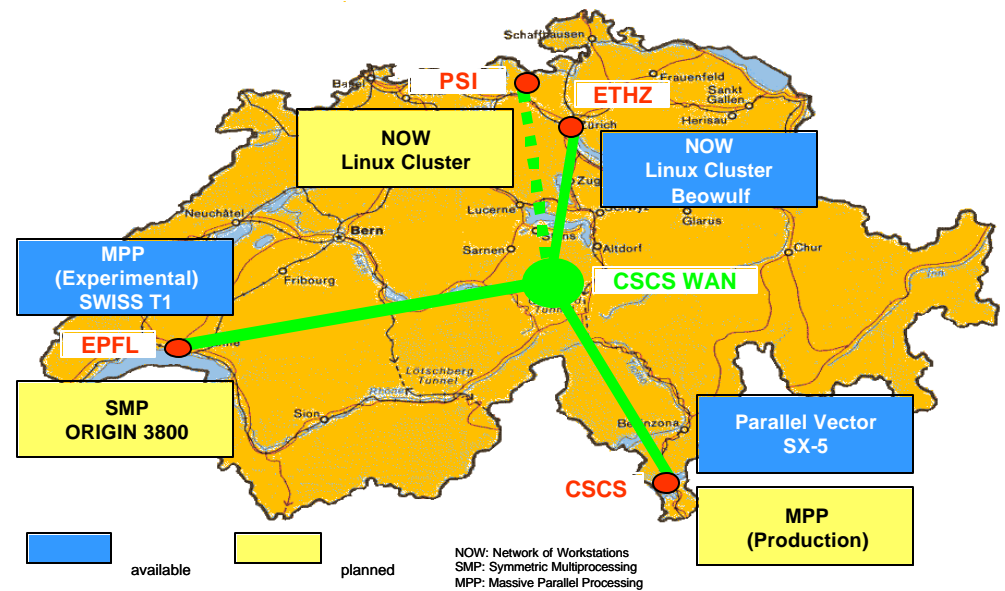 Schaffhausen
PSI
Frauenfeld
ETHZ
Sankt
Gallen
Herisau
Zürich
NOW
Linux Cluster
NOW
Linux Cluster
Beowulf
Zug
Lucerne
Neuchâtel
Bern
Glarus
Sarnen
Altdorf
Chur
MPP
(Experimental)
SWISS T1
Fribourg
CSCS WAN
Inn
Tunnel
EPFL
Lötschberg
Tunnel
Rhône
SMP
ORIGIN 3800
Sion
Parallel Vector
SX-5
CSCS
MPP
(Production)
available
planned
NOW: Network of Workstations
SMP: Symmetric Multiprocessing
MPP: Massive Parallel Processing